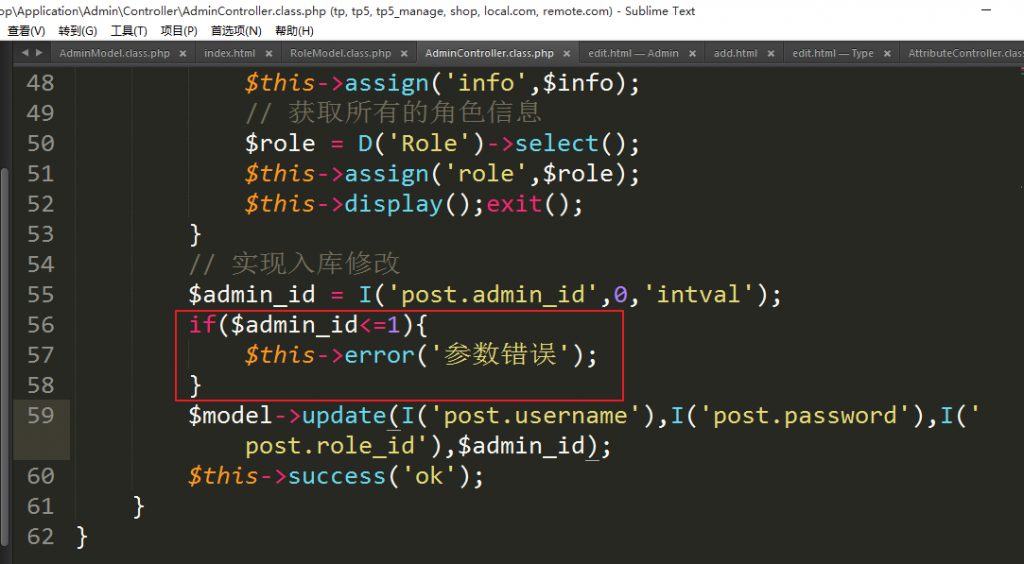 op\Application\Admin\Controller\AdminController.class.php (tp, tp5, tp5_manage, shop, local.com, remote.com) - Sublime Text
查看(V) 转到(G) 工具(T) 项目(P) 首选项(N) 帮助(H)
AdminModel.class.php × index.html × RoleModel.class.php × AdminController.class.php × edit.html — Admin × add.html × edit.html — Type × AttributeController.class
48 $this->assign('info',$info);
49 // 获取所有的角色信息
50 $role = D('Role')->select();
51 $this->assign('role',$role);
52 $this->display();exit();
53 }
54 // 实现入库修改
55 $admin_id = I('post.admin_id',0,'intval');
56 if($admin_id<=1){
57 $this->error('参数错误');
58 }
59 $model->update(I('post.username'),I('post.password'),I('
post.role_id'),$admin_id);
60 $this->success('ok');
61 }
62 }